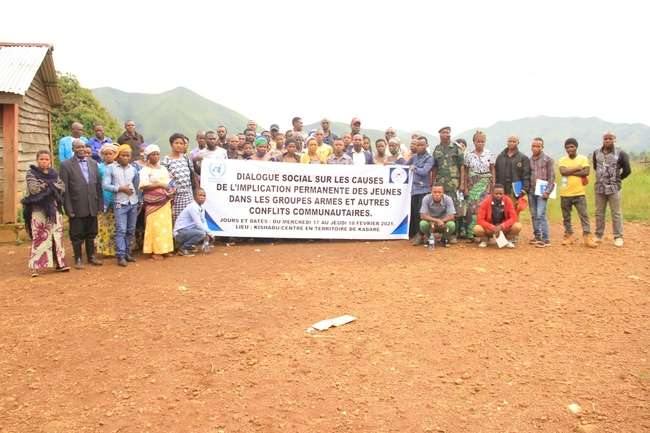 DIALOGUE SOCIAL SUR LES CAUSES
DE L'IMPLICATION PERMANENTE DES JEUNES
DANS LES GROUPES ARMÉS ET AUTRES
CONFLITS COMMUNAUTAIRES.
JOURS ET DATES : DU MERCREDI 17 AU JEUDI 18 FEVRIER 2021
LIEU : KISHADU-CENTRE EN TERRITOIRE DE KABARE